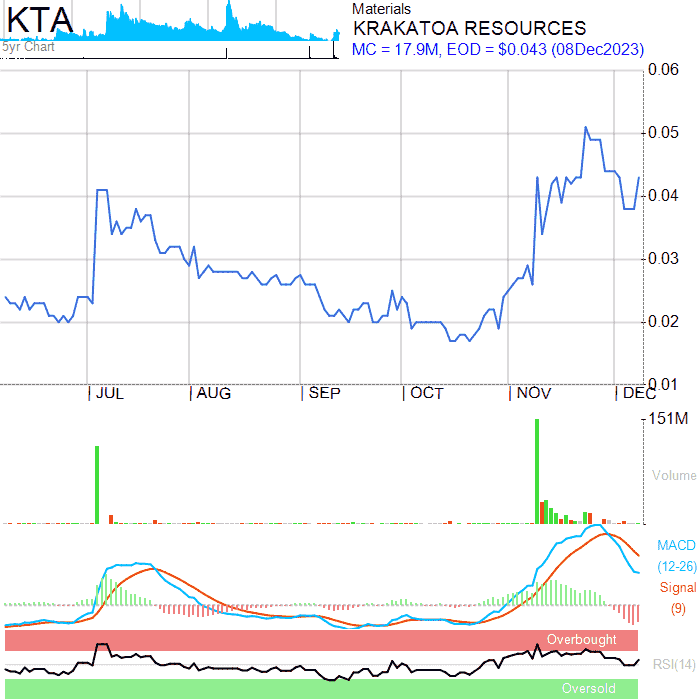 KTA
5yr Chart
Materials
KRAKATOA RESOURCES
MC = 17.9M, EOD = $0.043 (08Dec2023)
0.06
0.05
0.04
0.03
0.02
0.01
JUL AUG SEP OCT NOV DEC
151M
Volume
MACD
(12-26)
Signal
(9)
Overbought
RSI(14)
Oversold